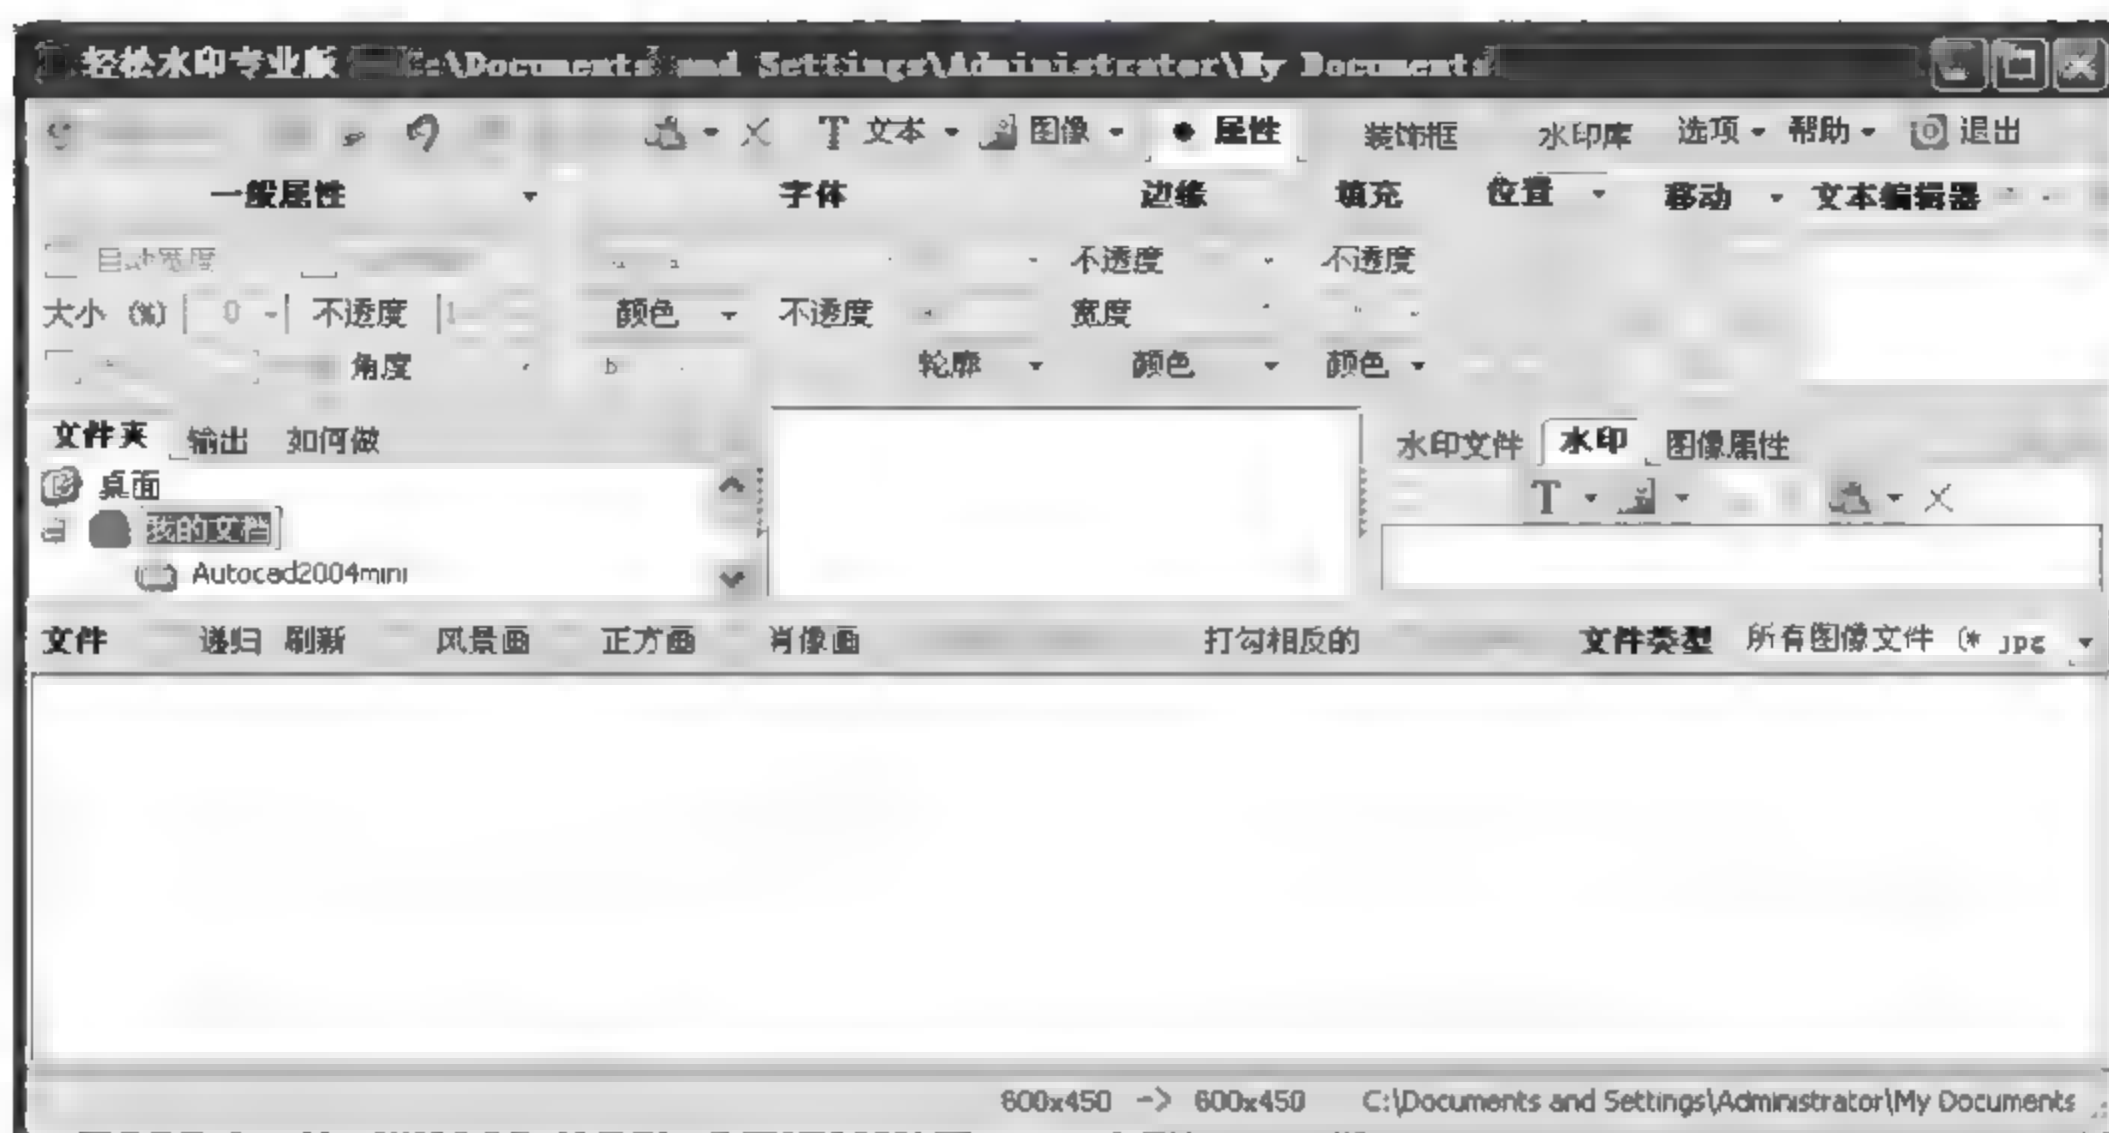 轻松水印专业版 c:\Documents and Settings\Administrator\My Documents
文本 图像 属性 装饰框 水印库 选项 帮助 退出
一般属性 字体 边缘 填充 位置 移动 文本编辑器
自动宽度 不透度 不透度
大小 (%) 0 不透度 颜色 不透度 宽度
角度 轮廓 颜色 颜色
文件夹 输出 如何做 水印文件 水印 图像属性
桌面
我的文档
Autocad2004mini
文件 递归 刷新 风景画 正方画 肖像画 打勾相反的 文件类型 所有图像文件 (* jpg
600x450 -> 600x450 C:\Documents and Settings\Administrator\My Documents